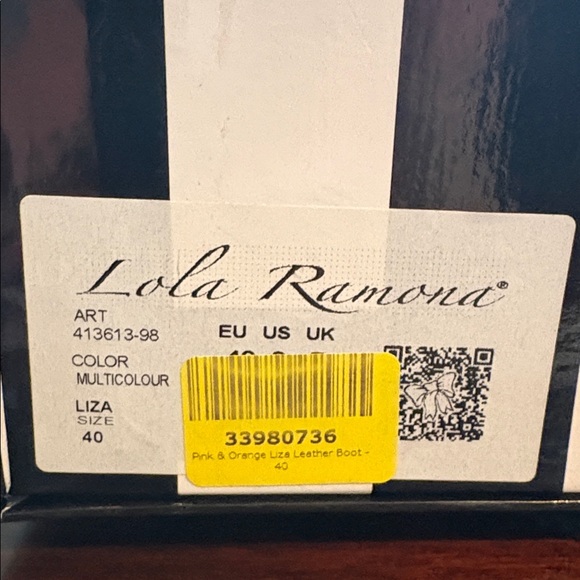 Lola Ramona®
ART
413613-98
COLOR
MULTICOLOUR
LIZA
SIZE
40
EU US UK
33980736
Pink & Orange Liza Leather Boot -
40